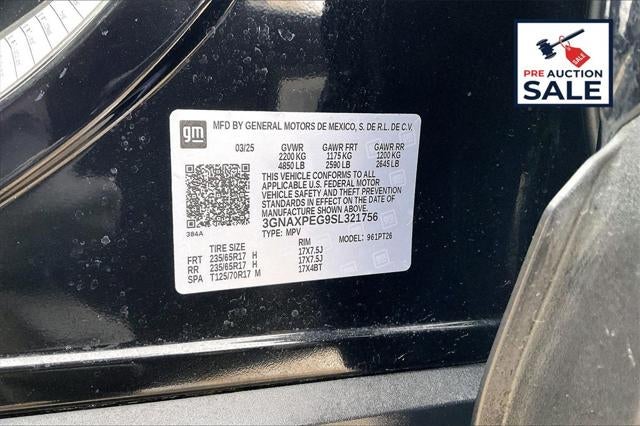 PRE AUCTION
SALE
gm
MFD BY GENERAL MOTORS DE MEXICO, S. DE R.L. DE C.V.
03/25 GVWR GAWR FRT GAWR RR
2200 KG 1175 KG 1200 KG
4850 LB 2590 LB 2645 LB
THIS VEHICLE CONFORMS TO ALL
APPLICABLE U.S. FEDERAL MOTOR
VEHICLE SAFETY AND THEFT PREVENTION
STANDARDS IN EFFECT ON THE DATE OF
MANUFACTURE SHOWN ABOVE.
3GNAXPEG9SL321756
384A
TYPE: MPV MODEL: 961PT26
TIRE SIZE RIM
FRT 235/65R17 H 17X7.5J
RR 235/65R17 H 17X7.5J
SPA T125/70R17 M 17X4BT